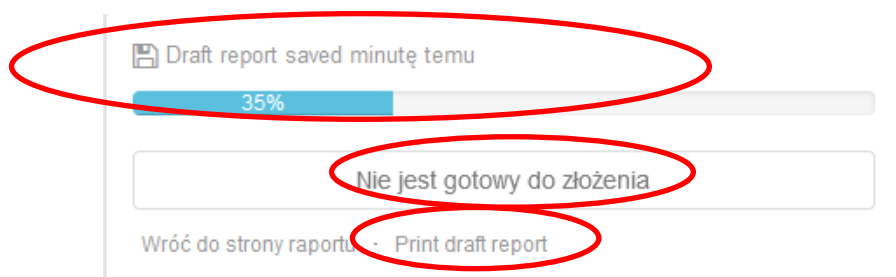 Draft report saved minutę temu
35%
Nie jest gotowy do złożenia
Wróć do strony raportu - Print draft report